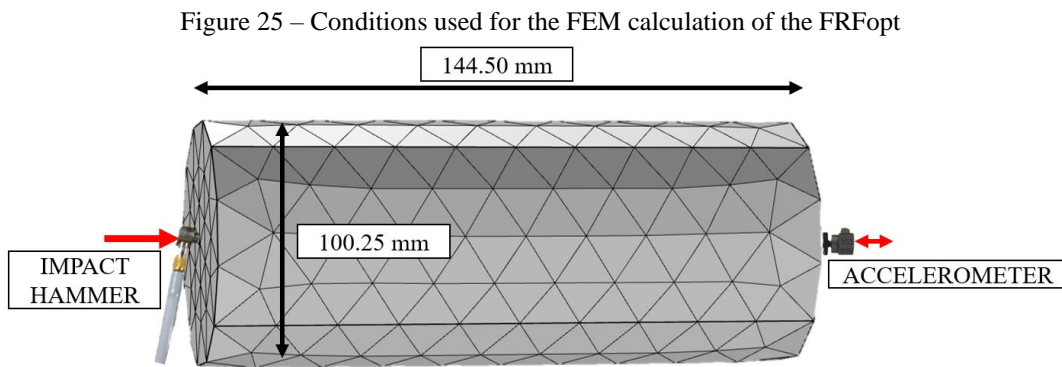 Figure 25 – Conditions used for the FEM calculation of the FRFopt
144.50 mm
100.25 mm
IMPACT
HAMMER
ACCELEROMETER